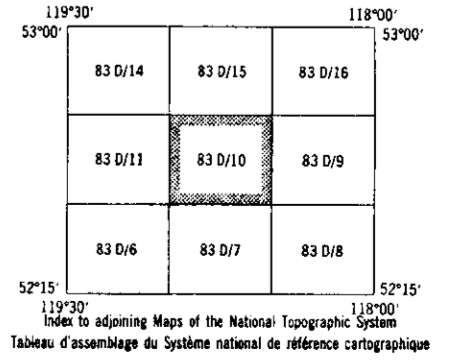 119°30' 118°00'
53°00' 53°00'
83 D/14 83 D/15 83 D/16
83 D/11 83 D/10 83 D/9
83 D/6 83 D/7 83 D/8
52°15' 52°15'
119°30' 118°00'
Index to adjoining Maps of the National Topographic System
Tableau d'assemblage du Système national de référence cartographique